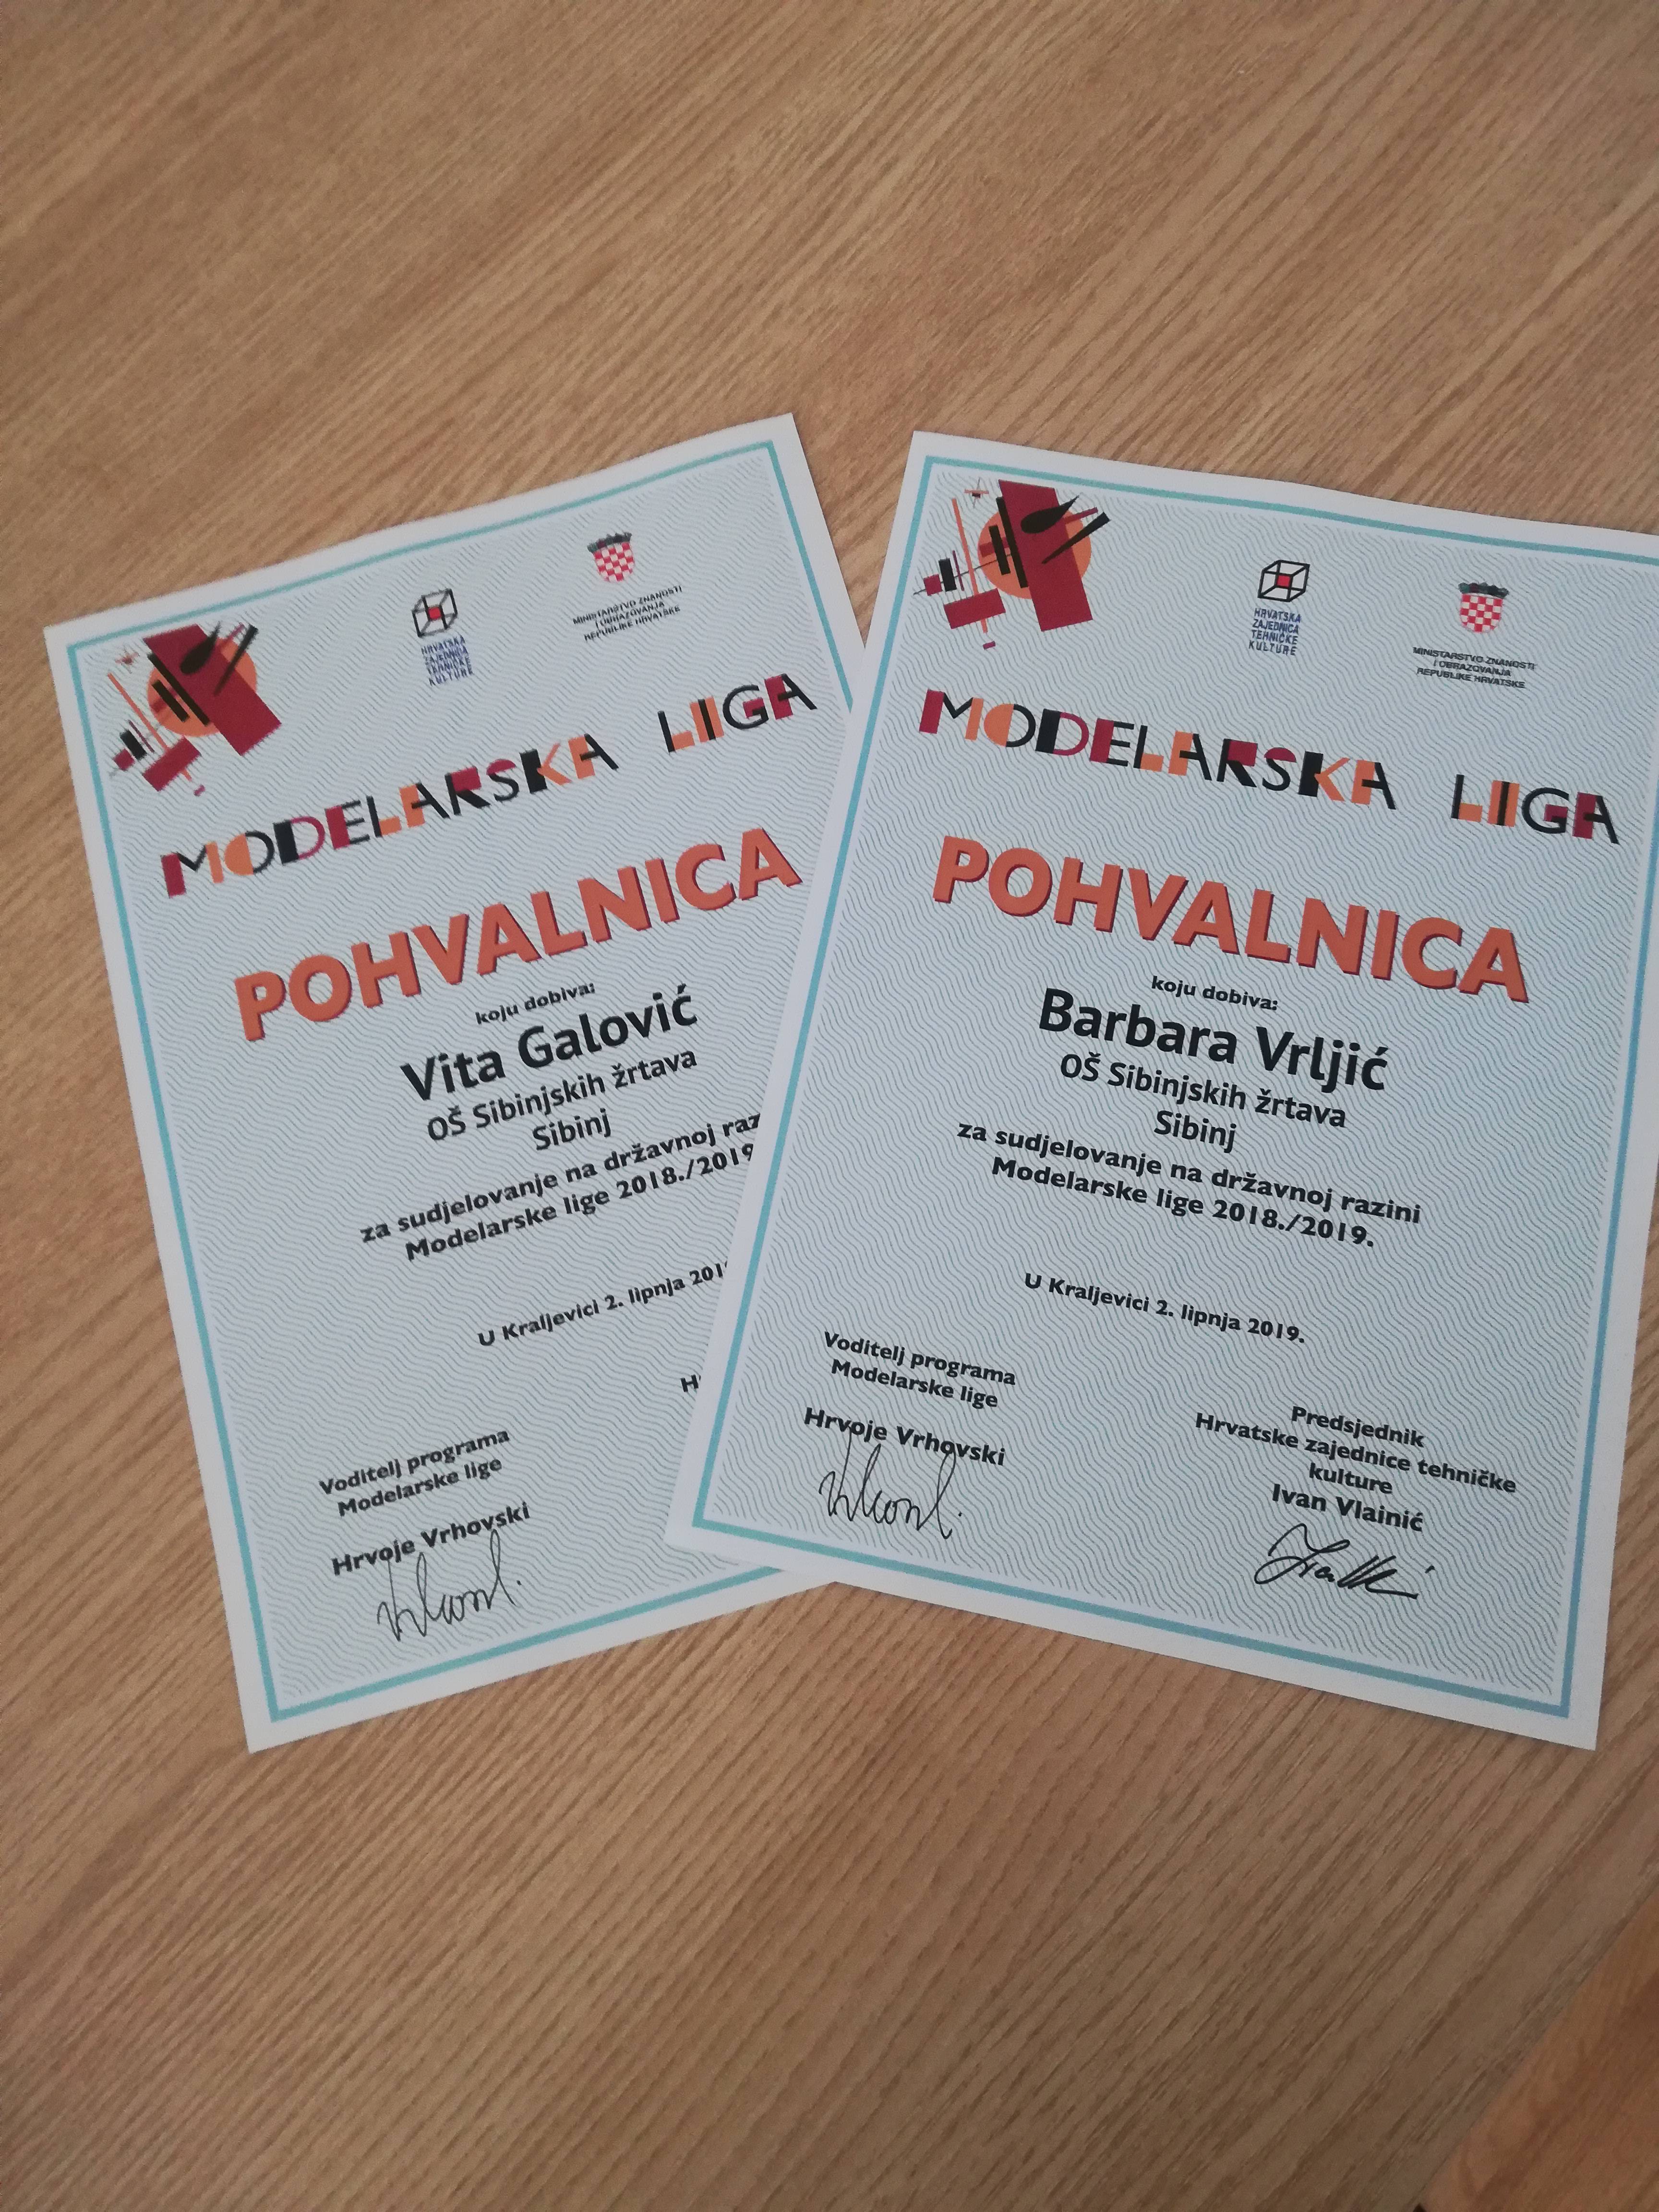 HRVATSKA
ZAJEDNICA
TEHNIČKE
KULTURE
MINISTARSTVO ZNANOSTI
I OBRAZOVANJA
REPUBLIKE HRVATSKE
MODELARSKA LIIGA
POHVALNICA
koju dobiva:
Vita Galović
OŠ Sibinjskih žrtava
Sibinj
za sudjelovanje na državnoj raz
Modelarske lige 2018./2019
U Kraljevici 2. lipnja 201
H
Voditelj programa
Modelarske lige
Hrvoje Vrhovski
HRVATSKA
ZAJEDNICA
TEHNIČKE
KULTURE
MINISTARSTVO ZNANOSTI
I OBRAZOVANJA
REPUBLIKE HRVATSKE
MODELARSKA LIIGA
POHVALNICA
koju dobiva:
Barbara Vrljić
OŠ Sibinjskih žrtava
Sibinj
za sudjelovanje na državnoj razini
Modelarske lige 2018./2019.
U Kraljevici 2. lipnja 2019.
Voditelj programa
Modelarske lige
Hrvoje Vrhovski
Predsjednik
Hrvatske zajednice tehničke
kulture
Ivan Vlainić